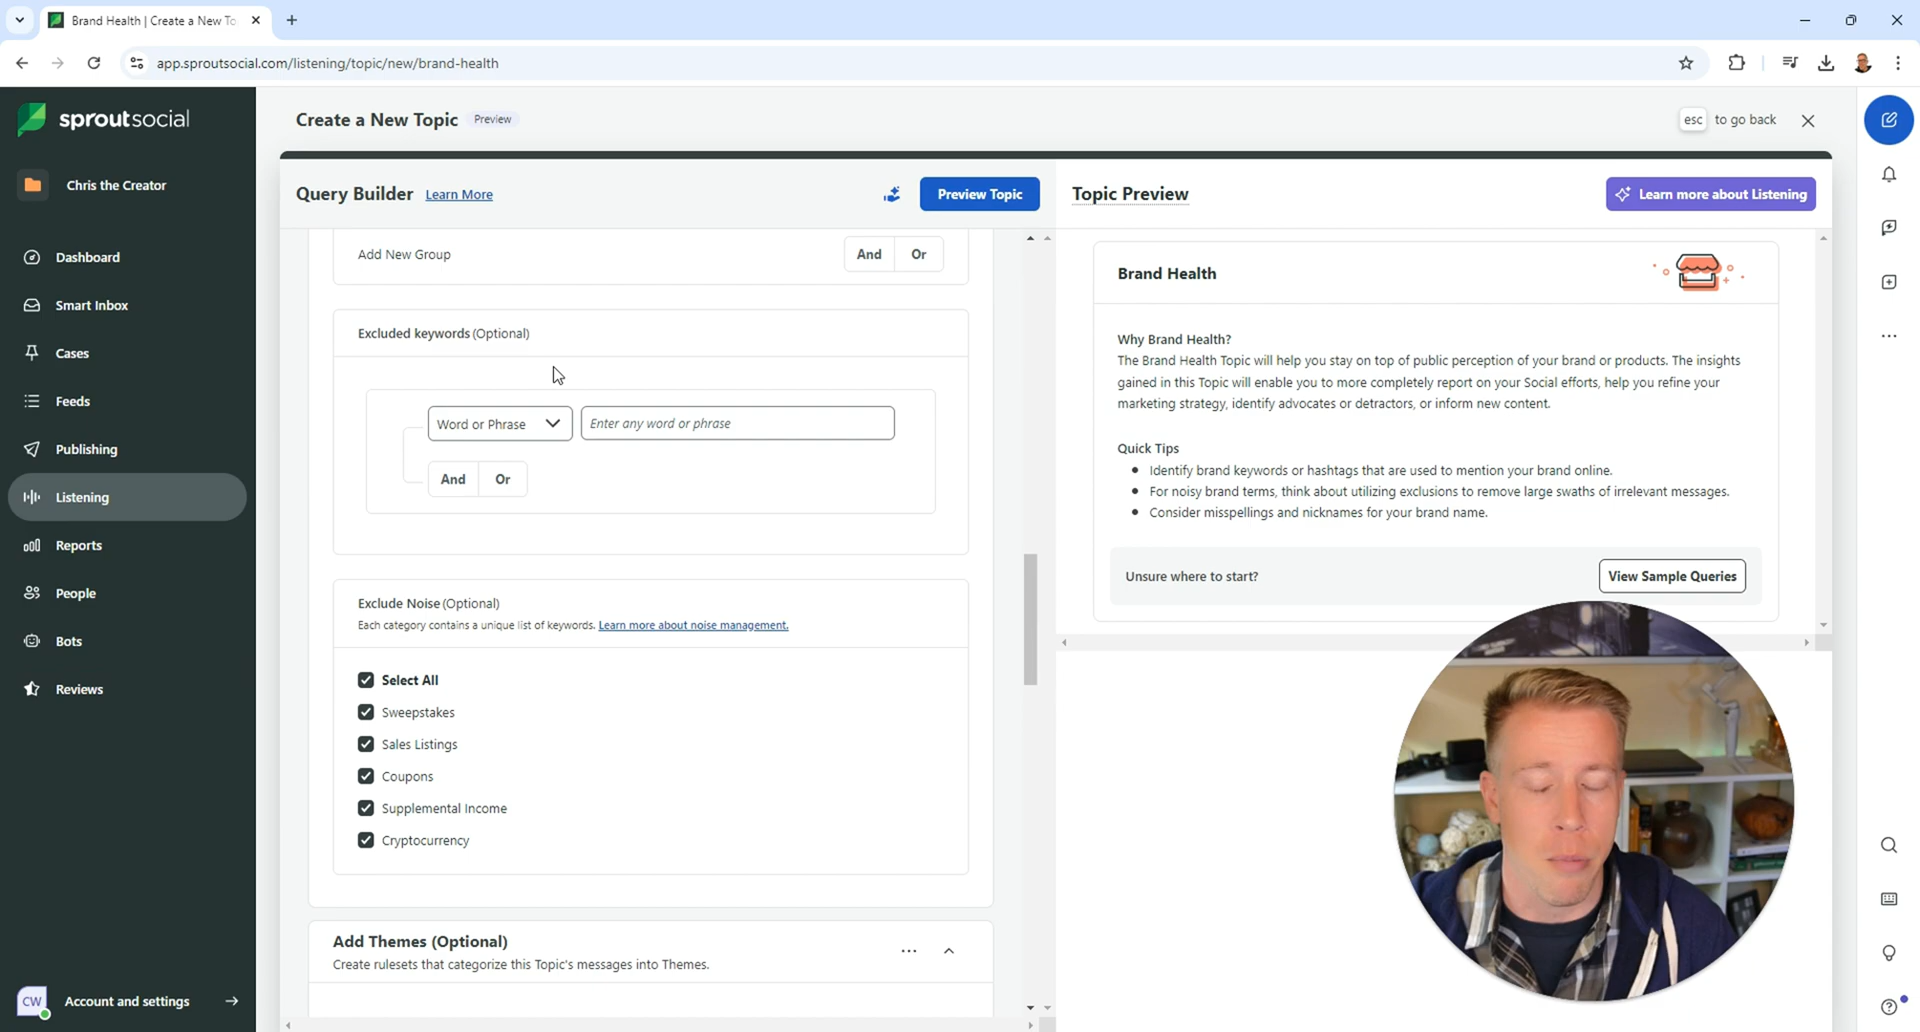 Brand Health | Create a New To
app.sproutsocial.com/listening/topic/new/brand-health
sproutsocial
Chris the Creator
Dashboard
Smart Inbox
Cases
Feeds
Publishing
Listening
Reports
People
Bots
Reviews
CW
Account and settings
Create a New Topic
Preview
esc to go back
Query Builder
Learn More
Preview Topic
Add New Group
And
Or
Excluded keywords (Optional)
Word or Phrase
Enter any word or phrase
And
Or
Exclude Noise (Optional)
Each category contains a unique list of keywords. Learn more about noise management.
Select All
Sweepstakes
Sales Listings
Coupons
Supplemental Income
Cryptocurrency
Add Themes (Optional)
Create rulesets that categorize this Topic's messages into Themes.
Topic Preview
Learn more about Listening
Brand Health
Why Brand Health?
The Brand Health Topic will help you stay on top of public perception of your brand or products. The insights
gained in this Topic will enable you to more completely report on your Social efforts, help you refine your
marketing strategy, identify advocates or detractors, or inform new content.
Quick Tips
Identify brand keywords or hashtags that are used to mention your brand online.
For noisy brand terms, think about utilizing exclusions to remove large swaths of irrelevant messages.
Consider misspellings and nicknames for your brand name.
Unsure where to start?
View Sample Queries